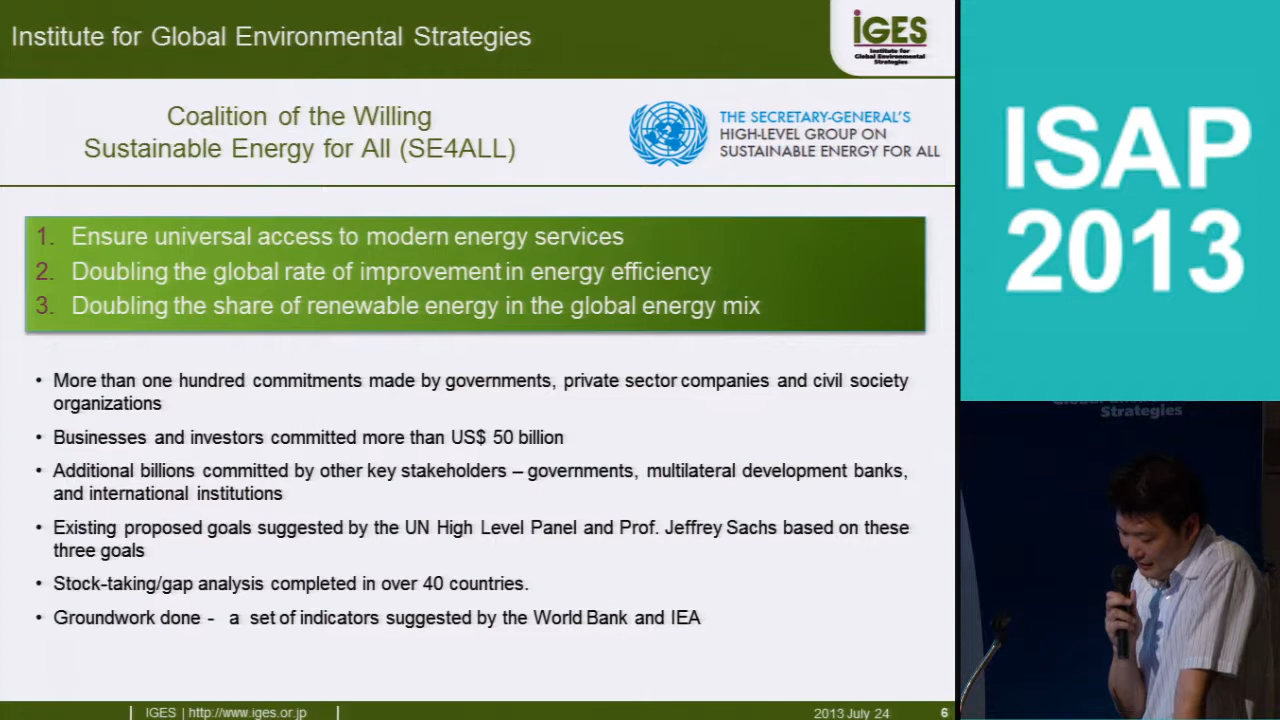 Institute for Global Environmental Strategies
IGES
Institute for
Global Environmental
Strategies
Coalition of the Willing
Sustainable Energy for All (SE4ALL)
THE SECRETARY-GENERAL'S
HIGH-LEVEL GROUP ON
SUSTAINABLE ENERGY FOR ALL
1. Ensure universal access to modern energy services
2. Doubling the global rate of improvement in energy efficiency
3. Doubling the share of renewable energy in the global energy mix
• More than one hundred commitments made by governments, private sector companies and civil society
organizations
• Businesses and investors committed more than US$ 50 billion
• Additional billions committed by other key stakeholders – governments, multilateral development banks,
and international institutions
• Existing proposed goals suggested by the UN High Level Panel and Prof. Jeffrey Sachs based on these
three goals
• Stock-taking/gap analysis completed in over 40 countries.
• Groundwork done - a set of indicators suggested by the World Bank and IEA
IGES | http://www.iges.or.jp
2013 July 24
6
ISAP
2013
Strategies